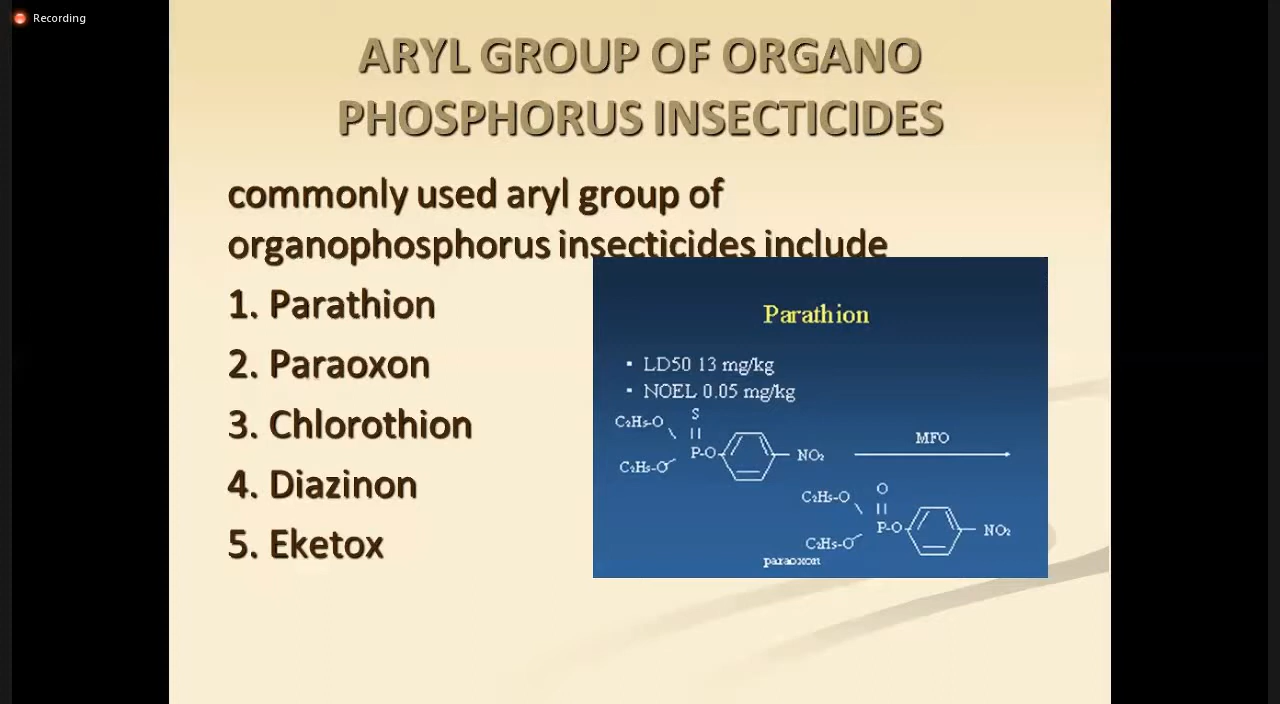 Recording
ARYL GROUP OF ORGANO
PHOSPHORUS INSECTICIDES
commonly used aryl group of
organophosphorus insecticides include
1. Parathion
2. Paraoxon
3. Chlorothion
4. Diazinon
5. Eketox
Parathion
▪ LD50 13 mg/kg
▪ NOEL 0.05 mg/kg
S
C₂H₅-O
P-O
NO₂
C₂H₅-O
MFO
O
C₂H₅-O
P-O
NO₂
C₂H₅-O
paraoxon